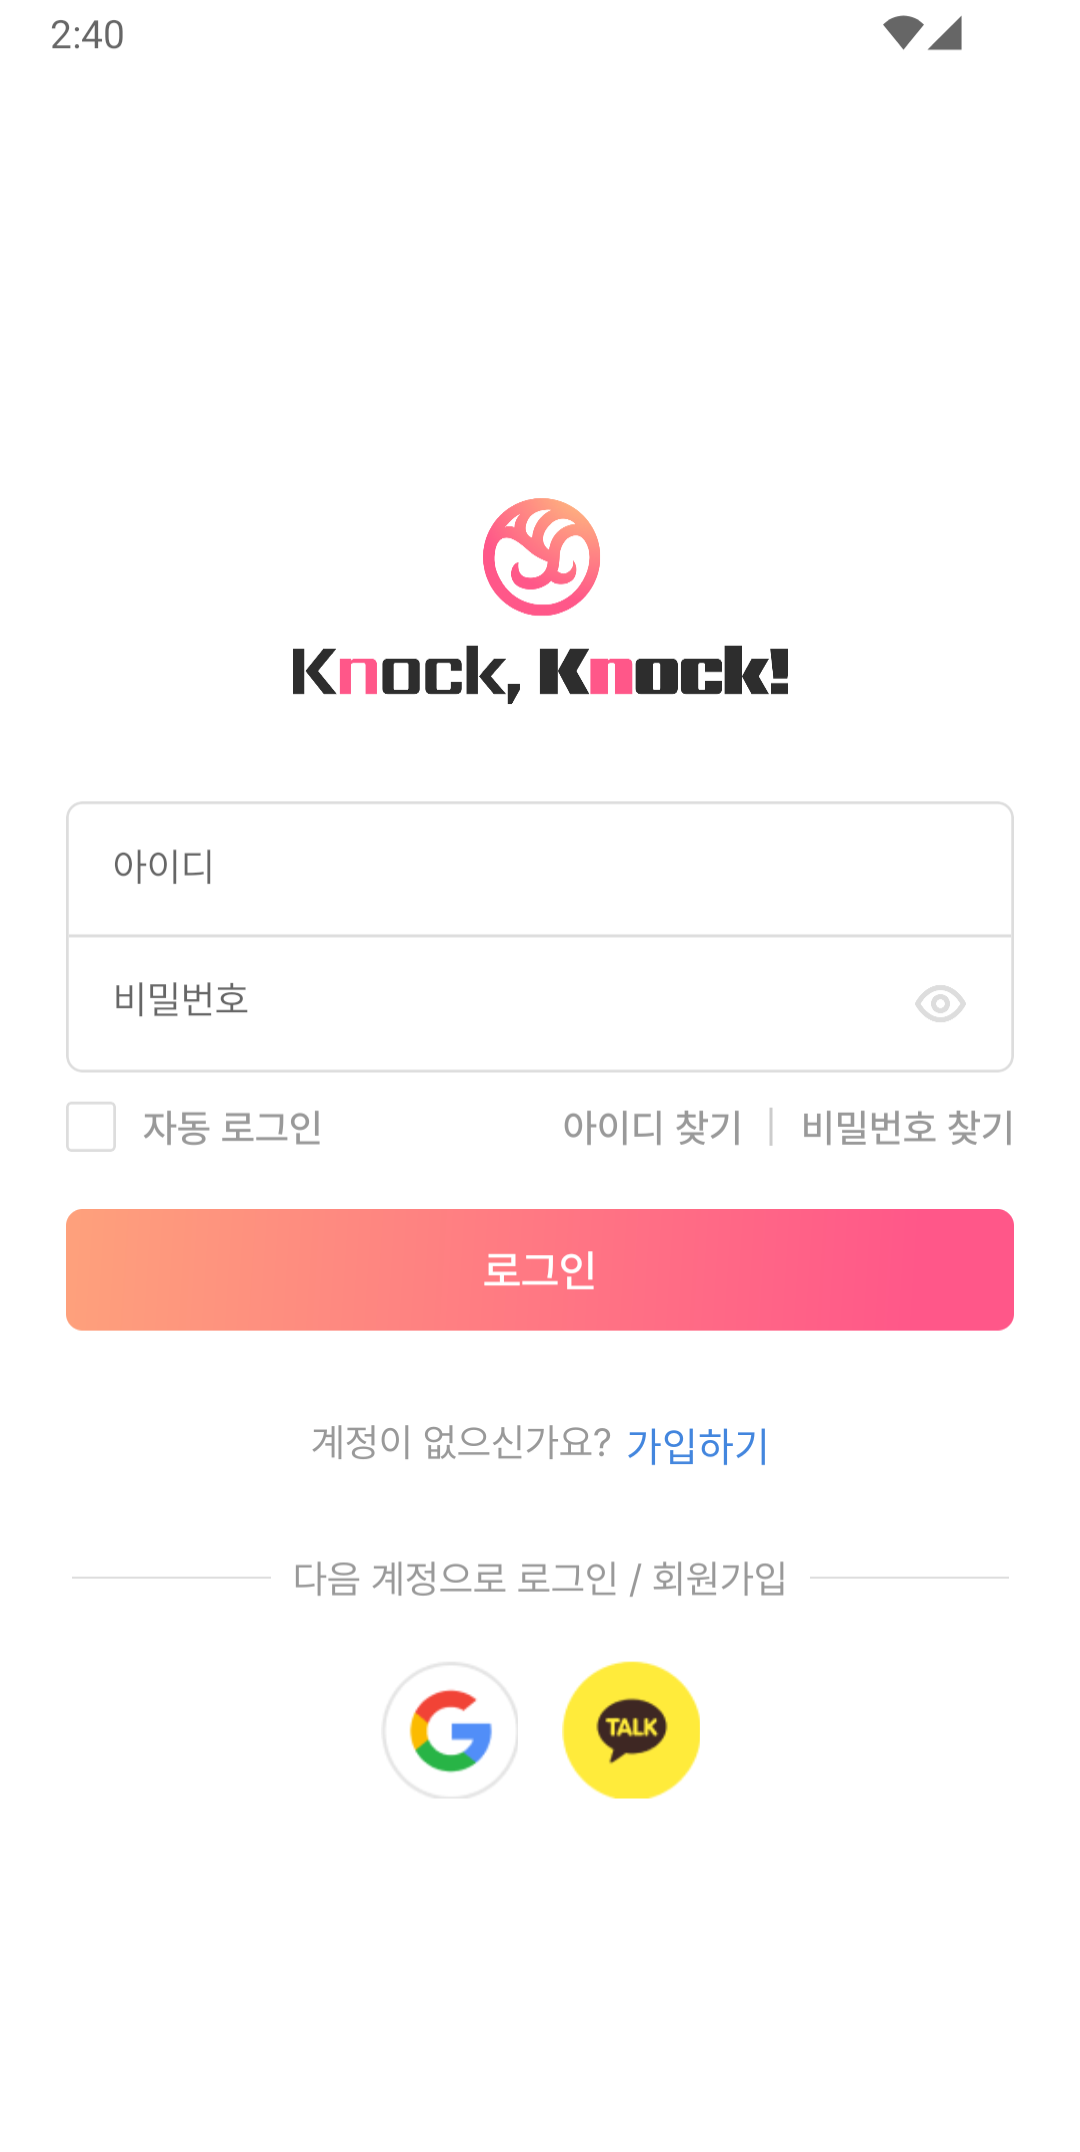 2:40
Knock, Knock!
아이디
비밀번호
자동 로그인 아이디 찾기 | 비밀번호 찾기
로그인
계정이 없으신가요? 가입하기
다음 계정으로 로그인 / 회원가입
TALK